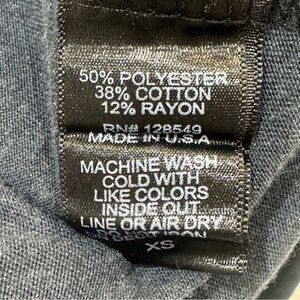 50% POLYESTER
38% COTTON
12% RAYON
RN# 128549
MADE IN U.S.A
MACHINE WASH
COLD WITH
LIKE COLORS
INSIDE OUT
LINE OR AIR DRY
IRON
XS